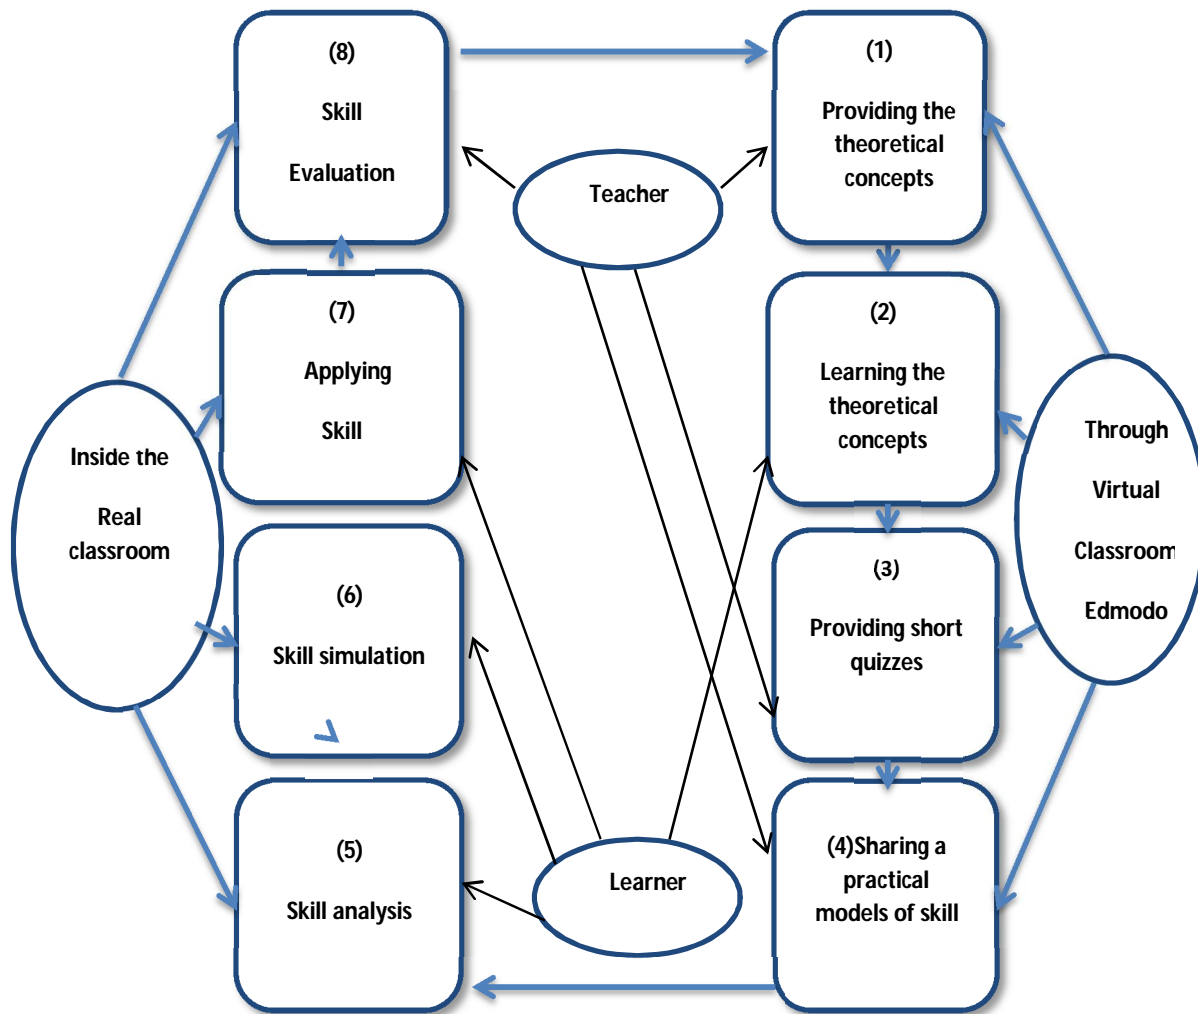 (8)
Skill
Evaluation
(1)
Providing the
theoretical
concepts
Teacher
(7)
Applying
Skill
(2)
Learning the
theoretical
concepts
Inside the
Real
classroom
Through
Virtual
Classroom
Edmodo
(6)
Skill simulation
(3)
Providing short
quizzes
(5)
Skill analysis
Learner
(4)Sharing a
practical
models of skill